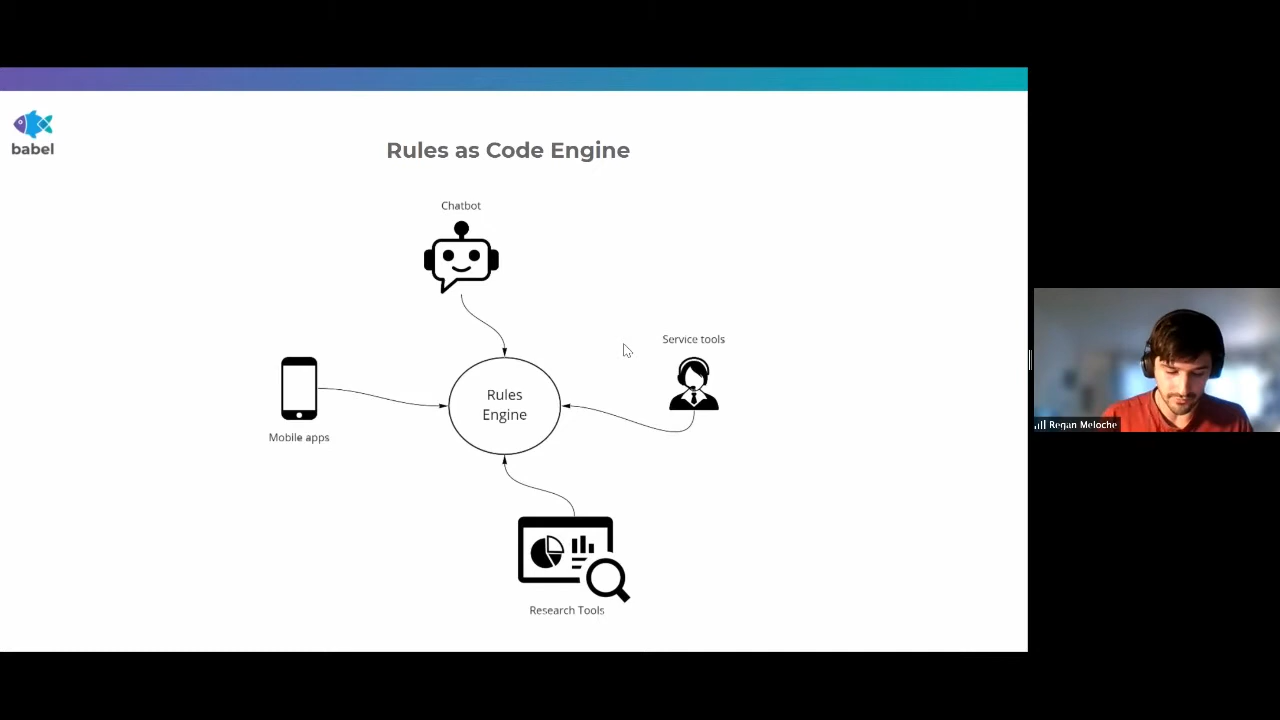 babel
Rules as Code Engine
Chatbot
Service tools
Rules
Engine
Mobile apps
Research Tools
Regan Meloche